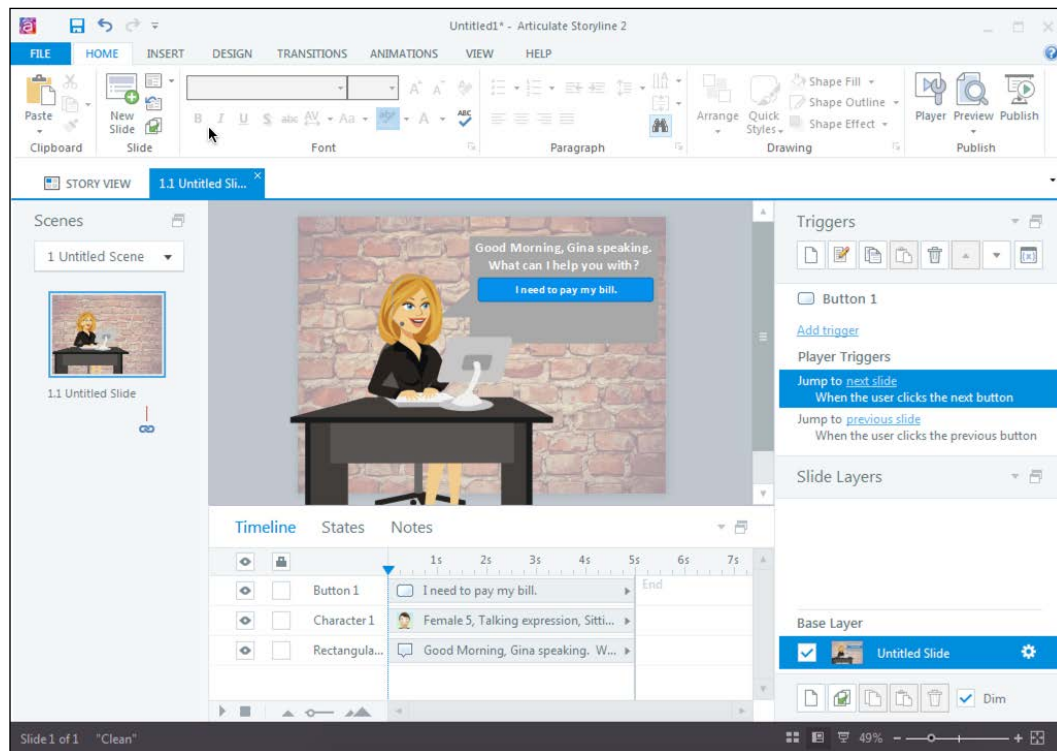 Untitled1* - Articulate Storyline 2
FILE HOME INSERT DESIGN TRANSITIONS ANIMATIONS VIEW HELP
Paste
New Slide
B I U S abc AV Aa A ABC
Arrange
Quick Styles
Shape Fill
Shape Outline
Shape Effect
Player Preview Publish
Clipboard Slide Font Paragraph Drawing Publish
STORY VIEW 1.1 Untitled Sli...
Scenes
1 Untitled Scene
1.1 Untitled Slide
Good Morning, Gina speaking.
What can I help you with?
I need to pay my bill.
Timeline States Notes
1s 2s 3s 4s 5s 6s 7s
Button 1 I need to pay my bill. End
Character 1 Female 5, Talking expression, Sitti...
Rectangula... Good Morning, Gina speaking. W...
Triggers
Button 1
Add trigger
Player Triggers
Jump to next slide
When the user clicks the next button
Jump to previous slide
When the user clicks the previous button
Slide Layers
Base Layer
Untitled Slide
Dim
Slide 1 of 1 "Clean" 49%